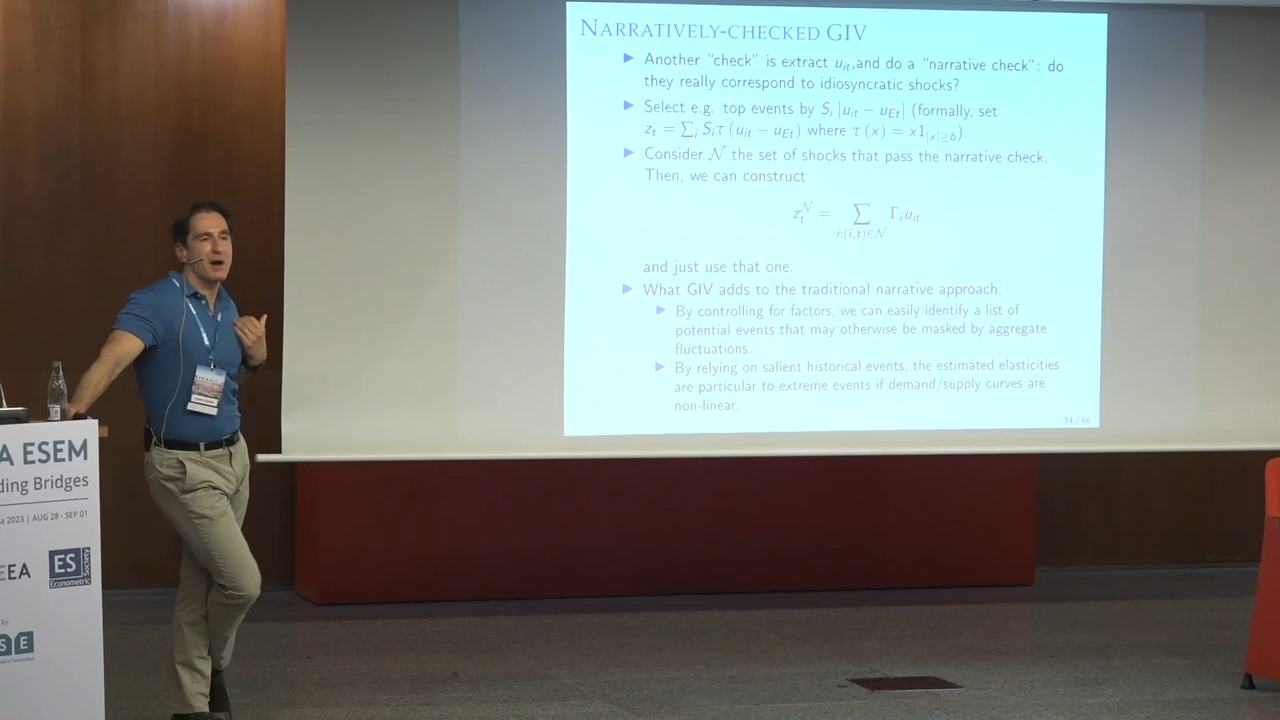 NARRATIVELY-CHECKED GIV
▶ Another "check" is extract u_it, and do a "narrative check": do
they really correspond to idiosyncratic shocks?
▶ Select e.g. top events by S_i |u_it − u_Et| (formally, set
z_t = ∑_i S_i τ (u_it − u_Et) where τ (x) = x1_|x|≥b).
▶ Consider 𝒩 the set of shocks that pass the narrative check.
Then, we can construct
z_t^𝒩 = ∑_{i:(i,t)∈𝒩} Γ_i u_it
and just use that one.
▶ What GIV adds to the traditional narrative approach:
▶ By controlling for factors, we can easily identify a list of
potential events that may otherwise be masked by aggregate
fluctuations.
▶ By relying on salient historical events, the estimated elasticities
are particular to extreme events if demand/supply curves are
non-linear.
34 / 66
A ESEM
ding Bridges
a 2023 | AUG 28 - SEP 01
EEA
ES
Econometric
Society
by:
S E